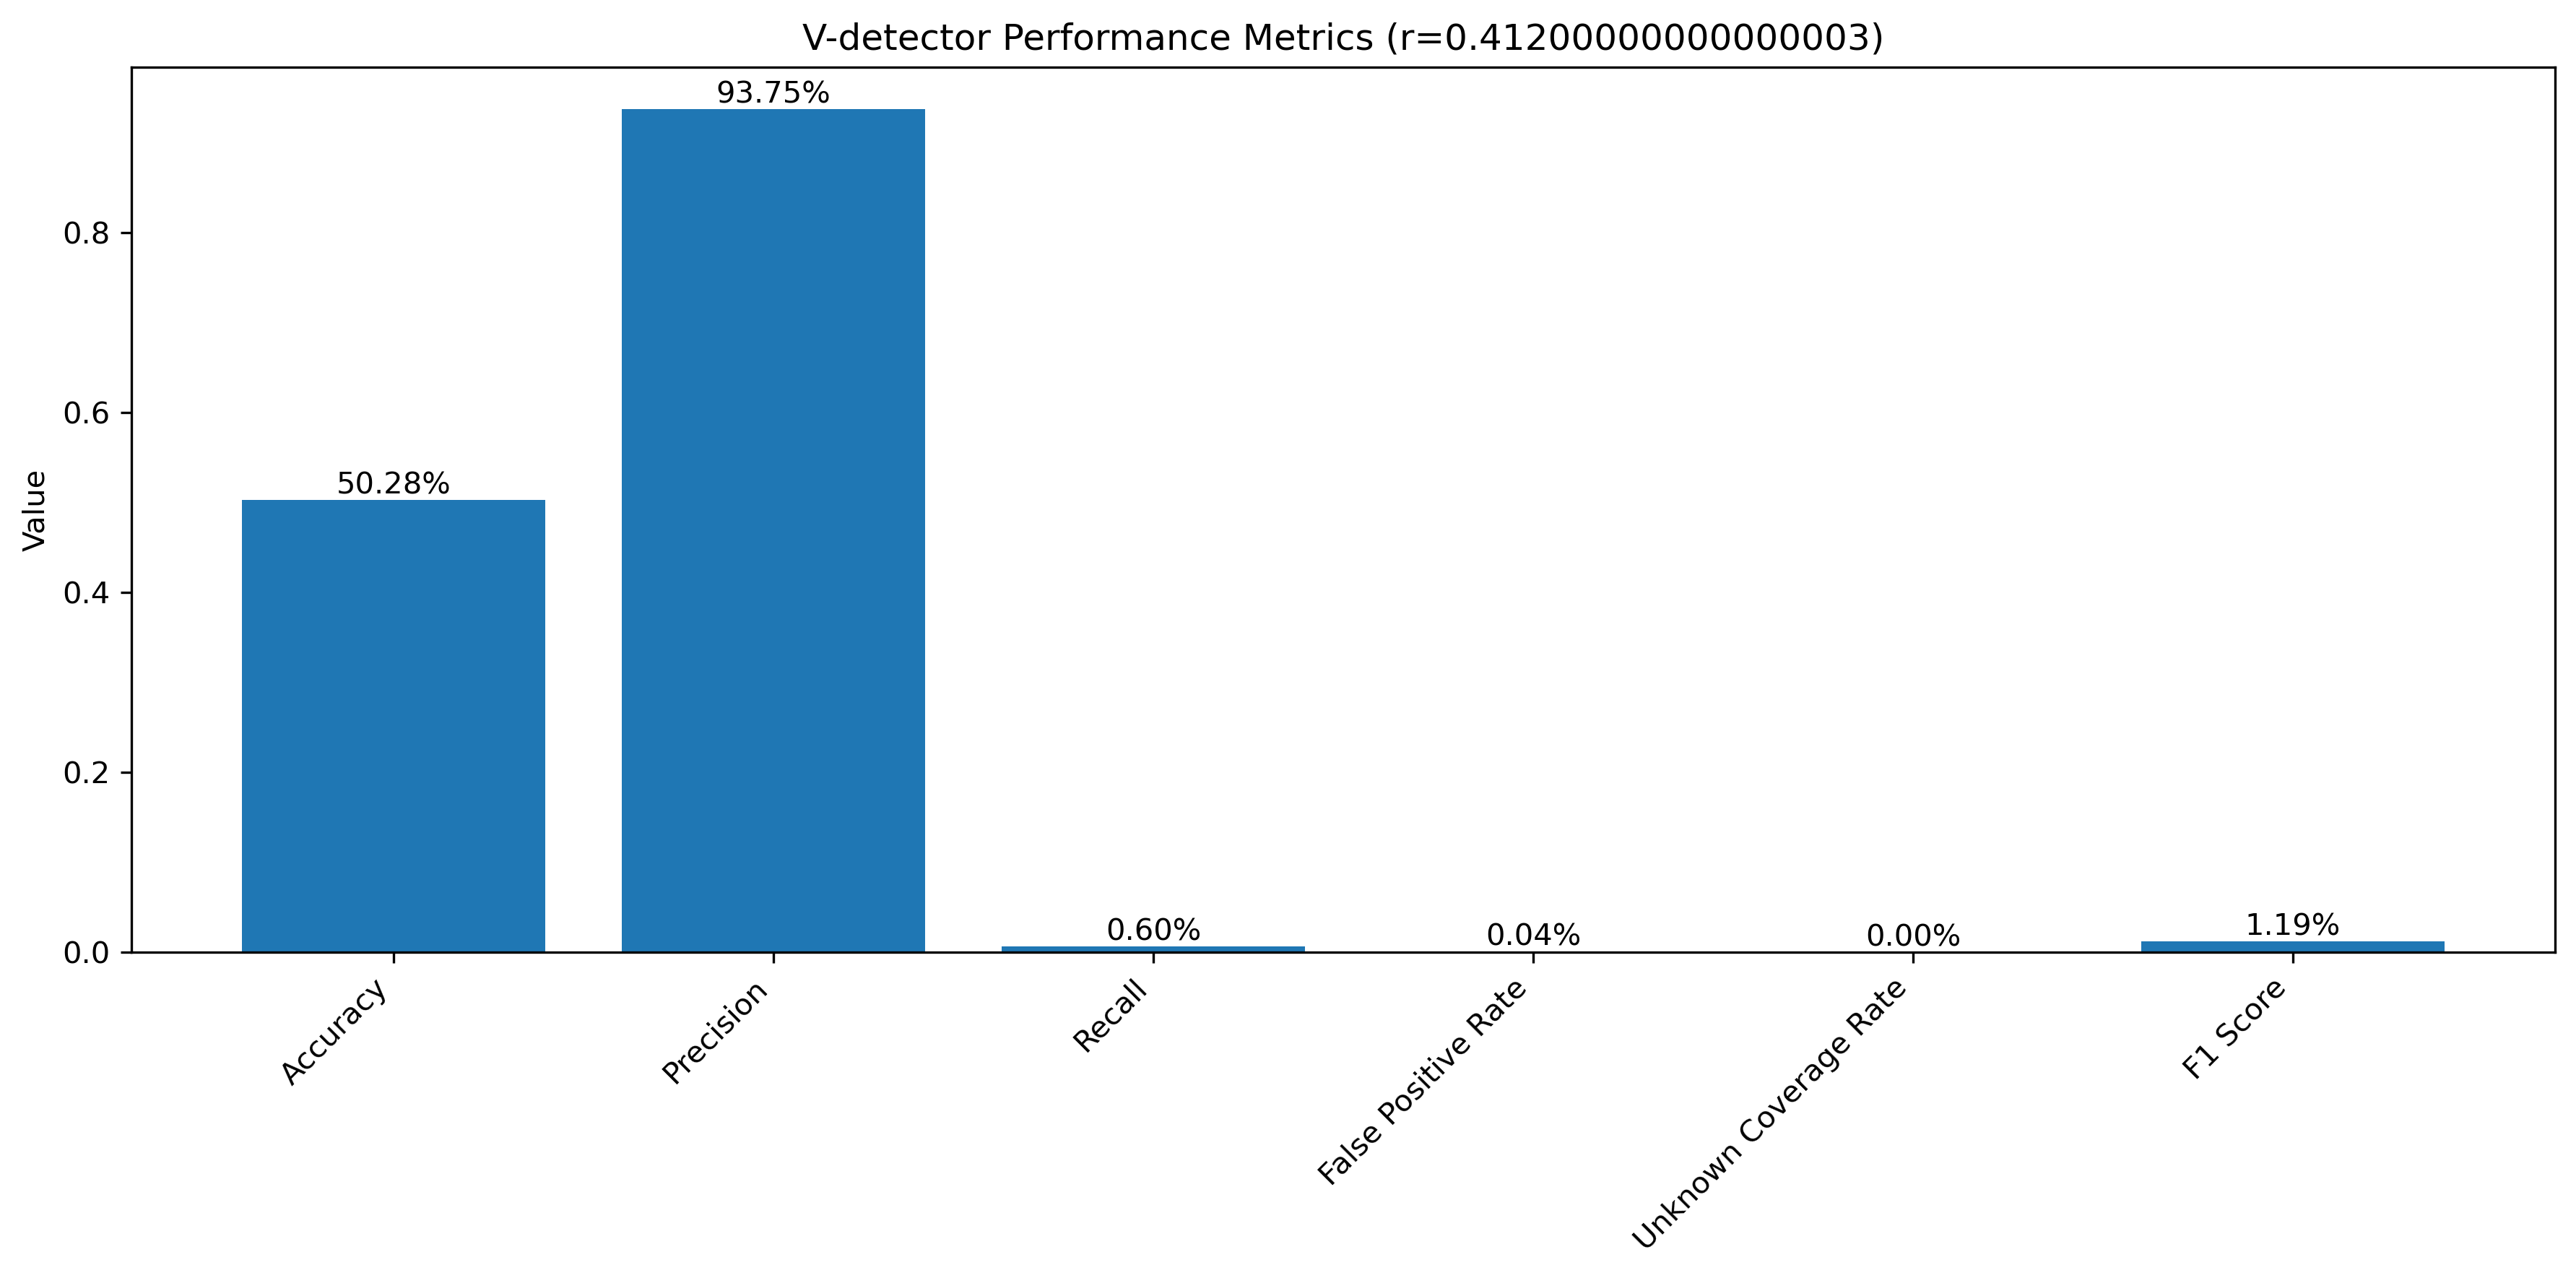 V-detector Performance Metrics (r=0.41200000000000003)
Value
0.8
0.6
0.4
0.2
0.0
50.28%
93.75%
0.60%
0.04%
0.00%
1.19%
Accuracy
Precision
Recall
False Positive Rate
Unknown Coverage Rate
F1 Score